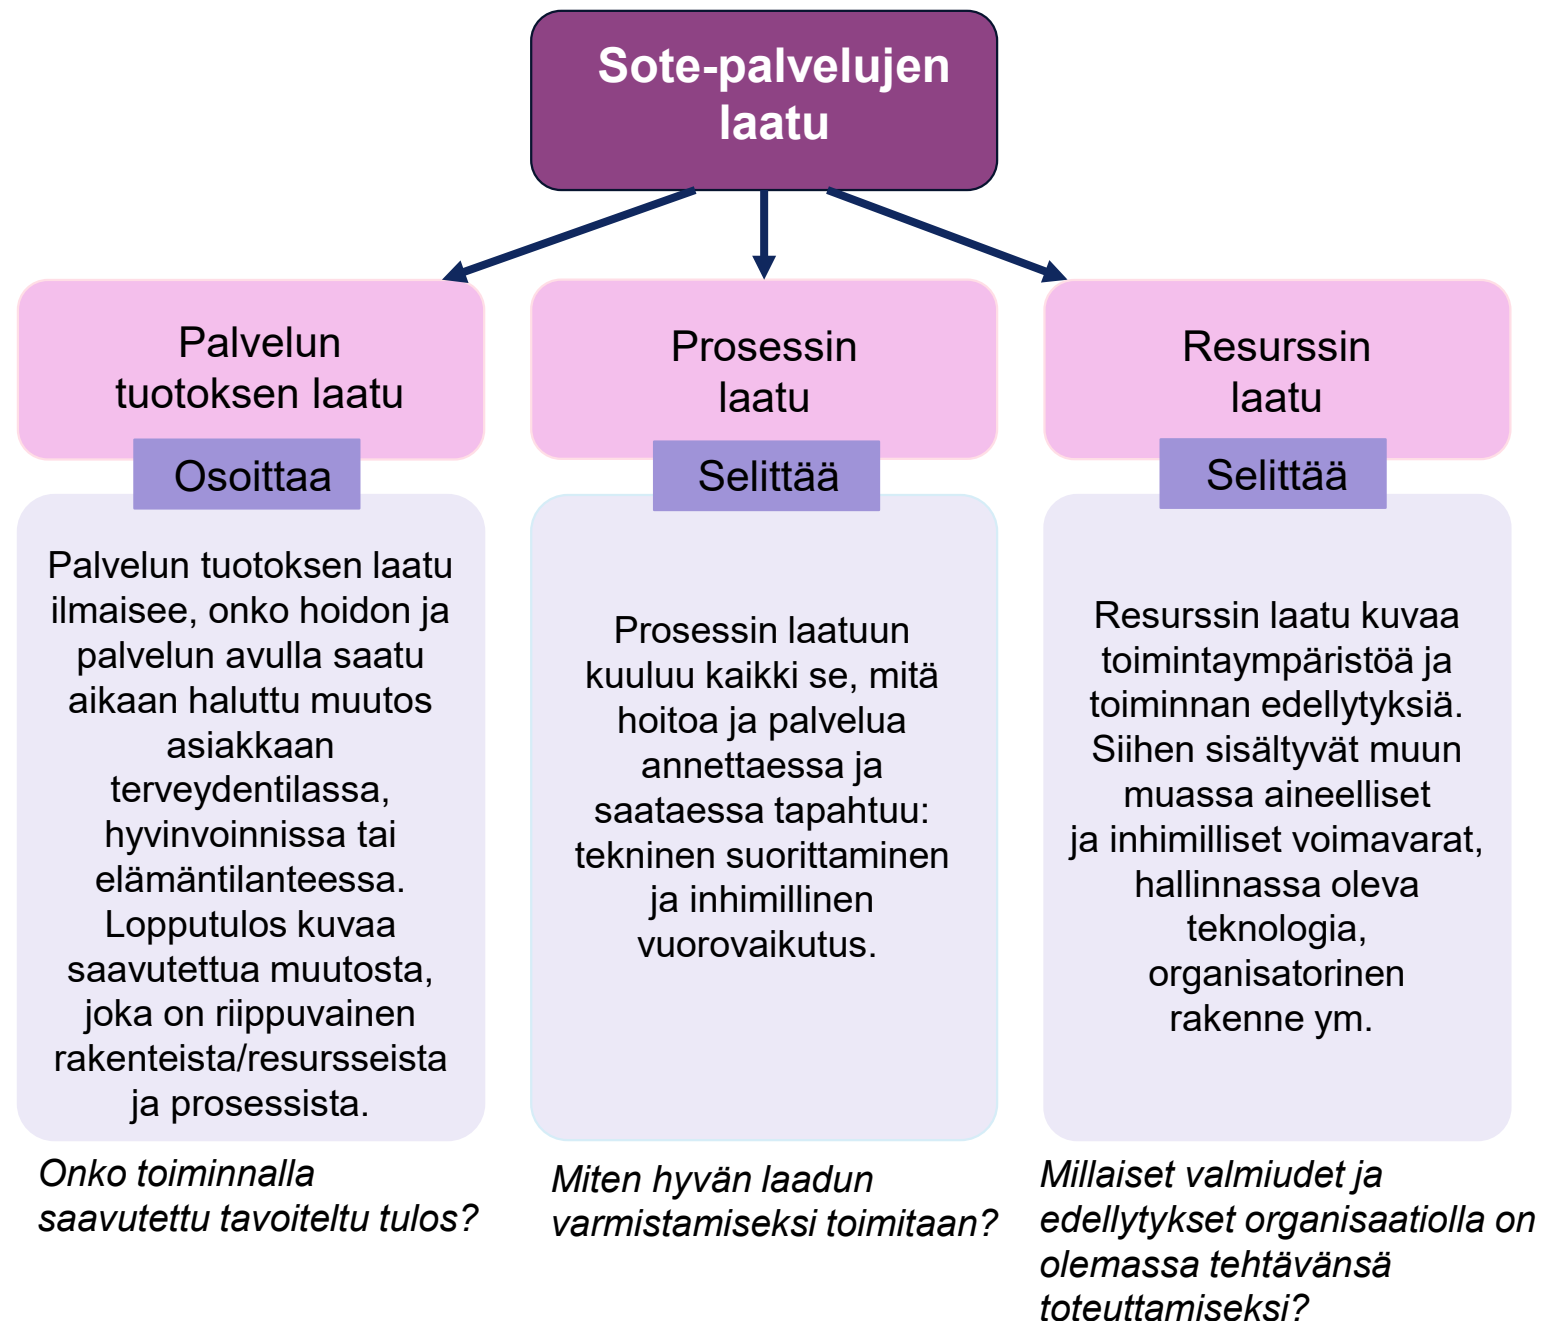 Sote-palvelujen
laatu
Palvelun
tuotoksen laatu
Osoittaa
Palvelun tuotoksen laatu
ilmaisee, onko hoidon ja
palvelun avulla saatu
aikaan haluttu muutos
asiakkaan
terveydentilassa,
hyvinvoinnissa tai
elämäntilanteessa.
Lopputulos kuvaa
saavutettua muutosta,
joka on riippuvainen
rakenteista/resursseista
ja prosessista.
Onko toiminnalla
saavutettu tavoiteltu tulos?
Prosessin
laatu
Selittää
Prosessin laatuun
kuuluu kaikki se, mitä
hoitoa ja palvelua
annettaessa ja
saataessa tapahtuu:
tekninen suorittaminen
ja inhimillinen
vuorovaikutus.
Miten hyvän laadun
varmistamiseksi toimitaan?
Resurssin
laatu
Selittää
Resurssin laatu kuvaa
toimintaympäristöä ja
toiminnan edellytyksiä.
Siihen sisältyvät muun
muassa aineelliset
ja inhimilliset voimavarat,
hallinnassa oleva
teknologia,
organisatorinen
rakenne ym.
Millaiset valmiudet ja
edellytykset organisaatiolla on
olemassa tehtävänsä
toteuttamiseksi?